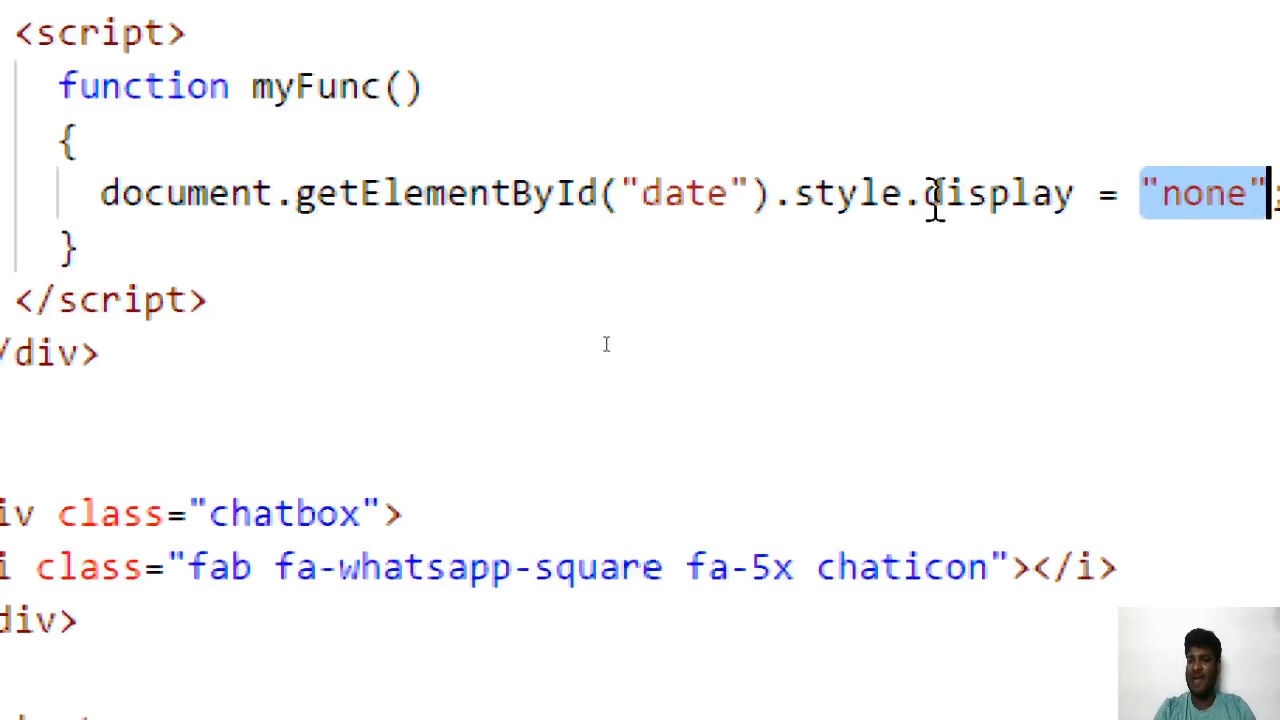 <script>
function myFunc()
{
document.getElementById("date").style.display = "none";
}
</script>
/div>
iv class="chatbox">
i class="fab fa-whatsapp-square fa-5x chaticon"></i>
div>